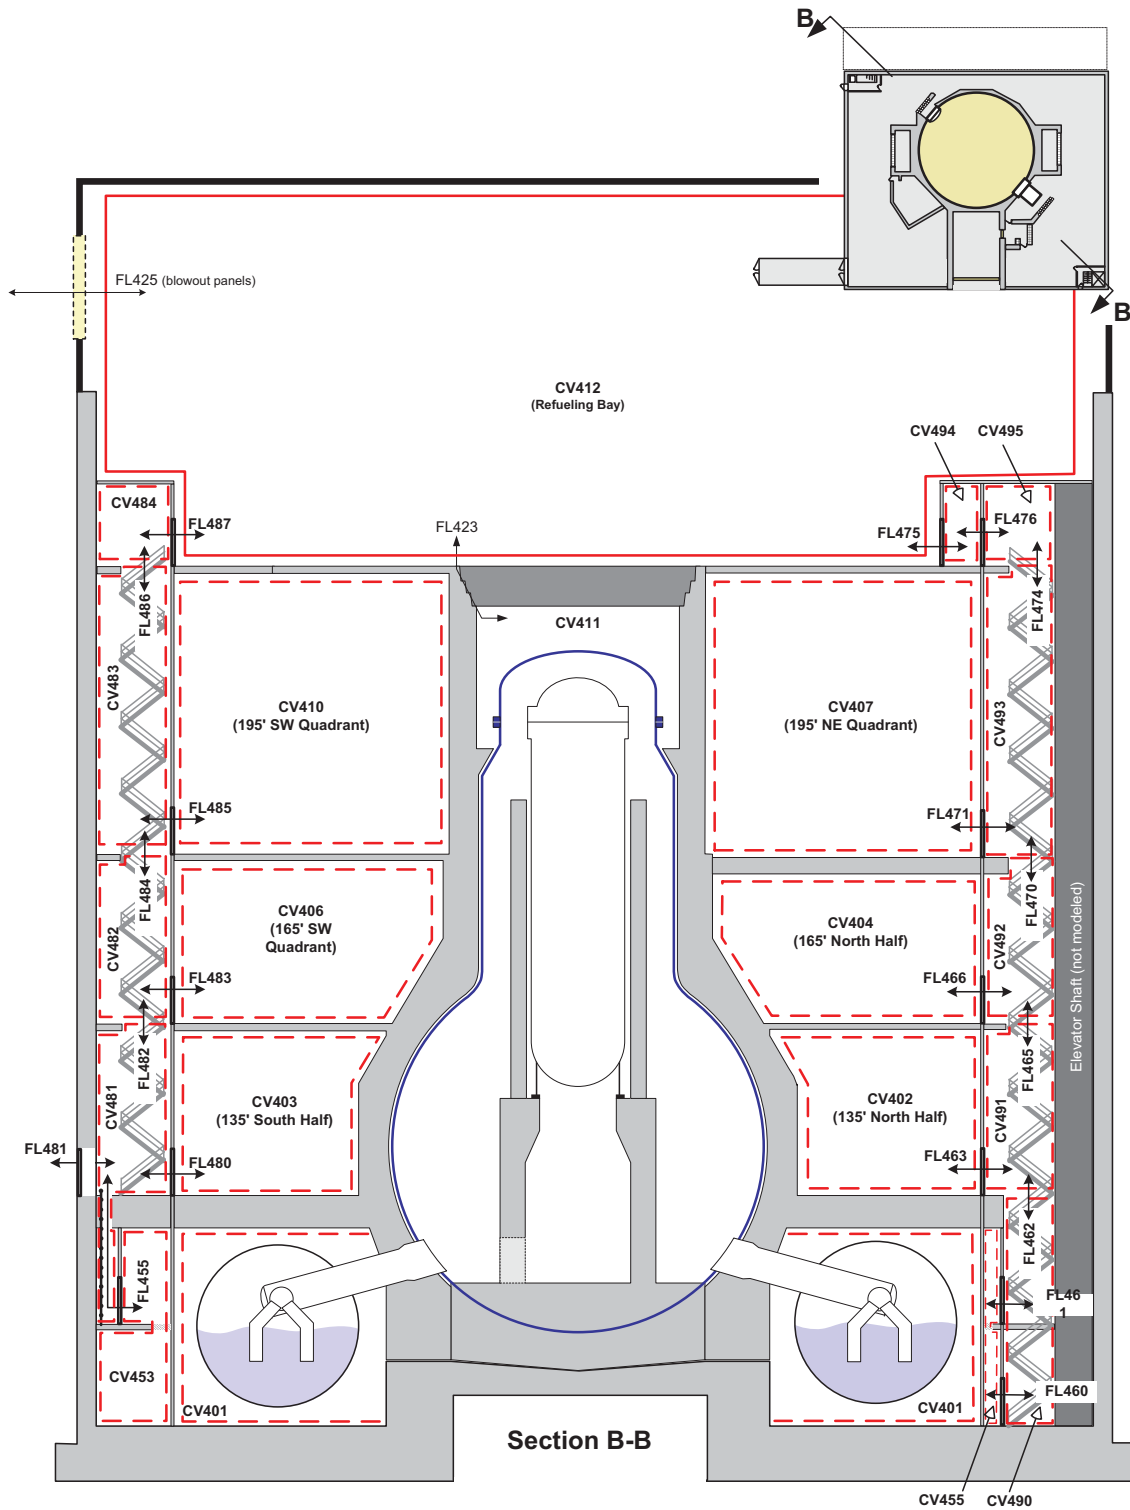 B
B
FL425 (blowout panels)
CV412
(Refueling Bay)
CV494
CV495
CV484
FL487
FL423
FL475
FL476
FL486
FL474
CV411
CV483
CV410
(195' SW Quadrant)
CV407
(195' NE Quadrant)
CV493
FL485
FL471
FL484
FL470
CV406
(165' SW
Quadrant)
CV404
(165' North Half)
CV482
CV492
Elevator Shaft (not modeled)
FL483
FL466
FL482
FL465
CV481
CV403
(135' South Half)
CV402
(135' North Half)
CV491
FL481
FL480
FL463
FL455
FL462
FL46
1
CV453
FL460
CV401
CV401
Section B-B
CV455
CV490